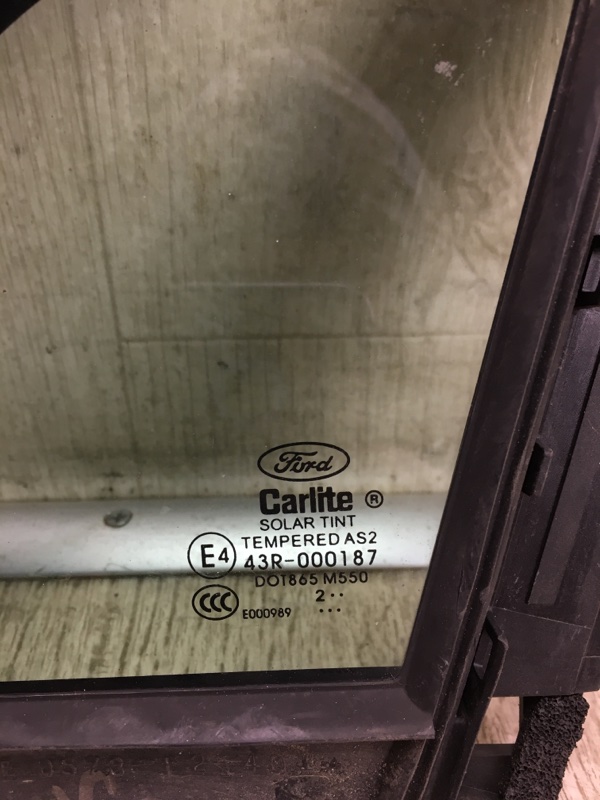 Ford
Carlite ®
SOLAR TINT
TEMPERED AS2
E4 43R-000187
DOT865 M550
CCC 2 ··
E000989 ···